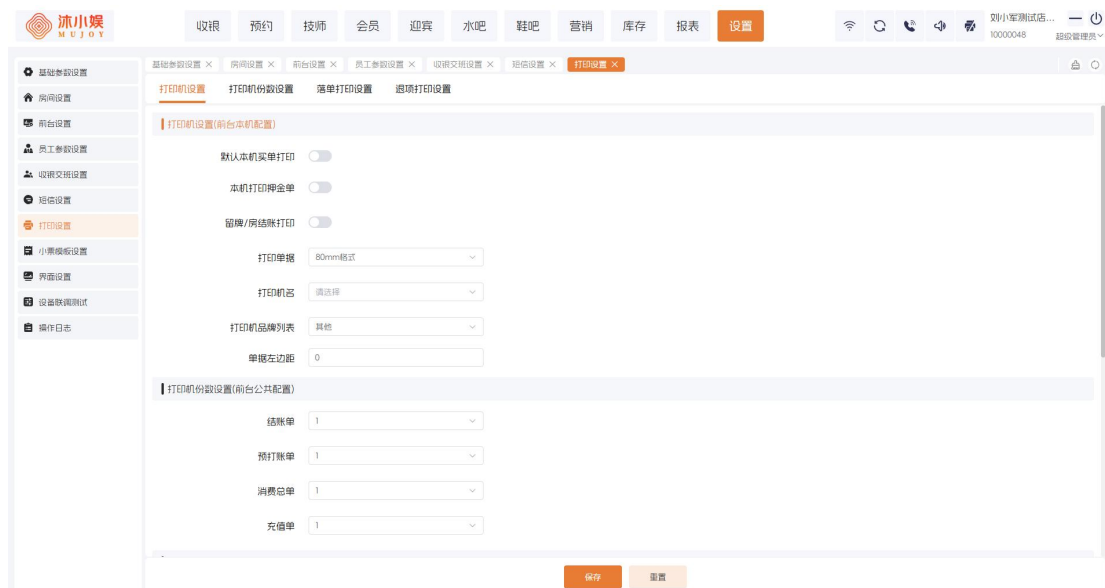 沐小娱
MUJOY
收银 预约 技师 会员 迎宾 水吧 鞋吧 营销 库存 报表 设置
刘小军测试店...
10000048 超级管理员
基础参数设置 房间设置 前台设置 员工参数设置 收银交班设置 短信设置 打印设置
基础参数设置
房间设置
前台设置
员工参数设置
收银交班设置
短信设置
打印设置
小票模板设置
界面设置
设备联调测试
操作日志
打印机设置 打印机份数设置 落单打印设置 退项打印设置
打印机设置(前台本机配置)
默认本机买单打印
本机打印押金单
留牌/房结账打印
打印单据 80mm格式
打印机名 请选择
打印机品牌列表 其他
单据左边距 0
打印机份数设置(前台公共配置)
结账单 1
预打账单 1
消费总单 1
充值单 1
保存 重置